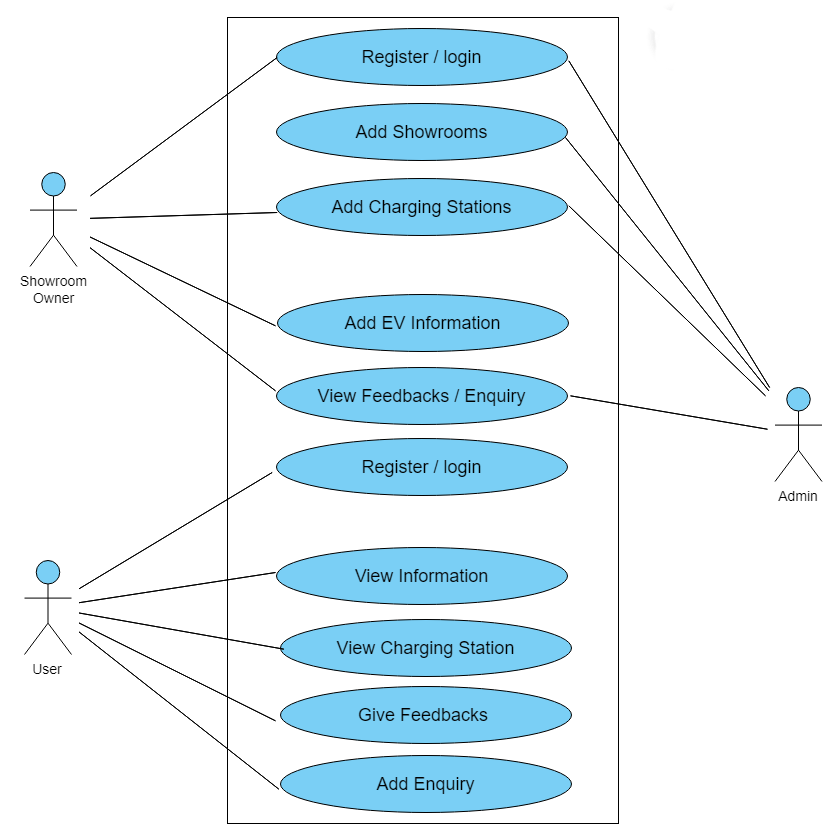 Register / login
Add Showrooms
Add Charging Stations
Showroom
Owner
Add EV Information
View Feedbacks / Enquiry
Register / login
Admin
View Information
View Charging Station
User
Give Feedbacks
Add Enquiry